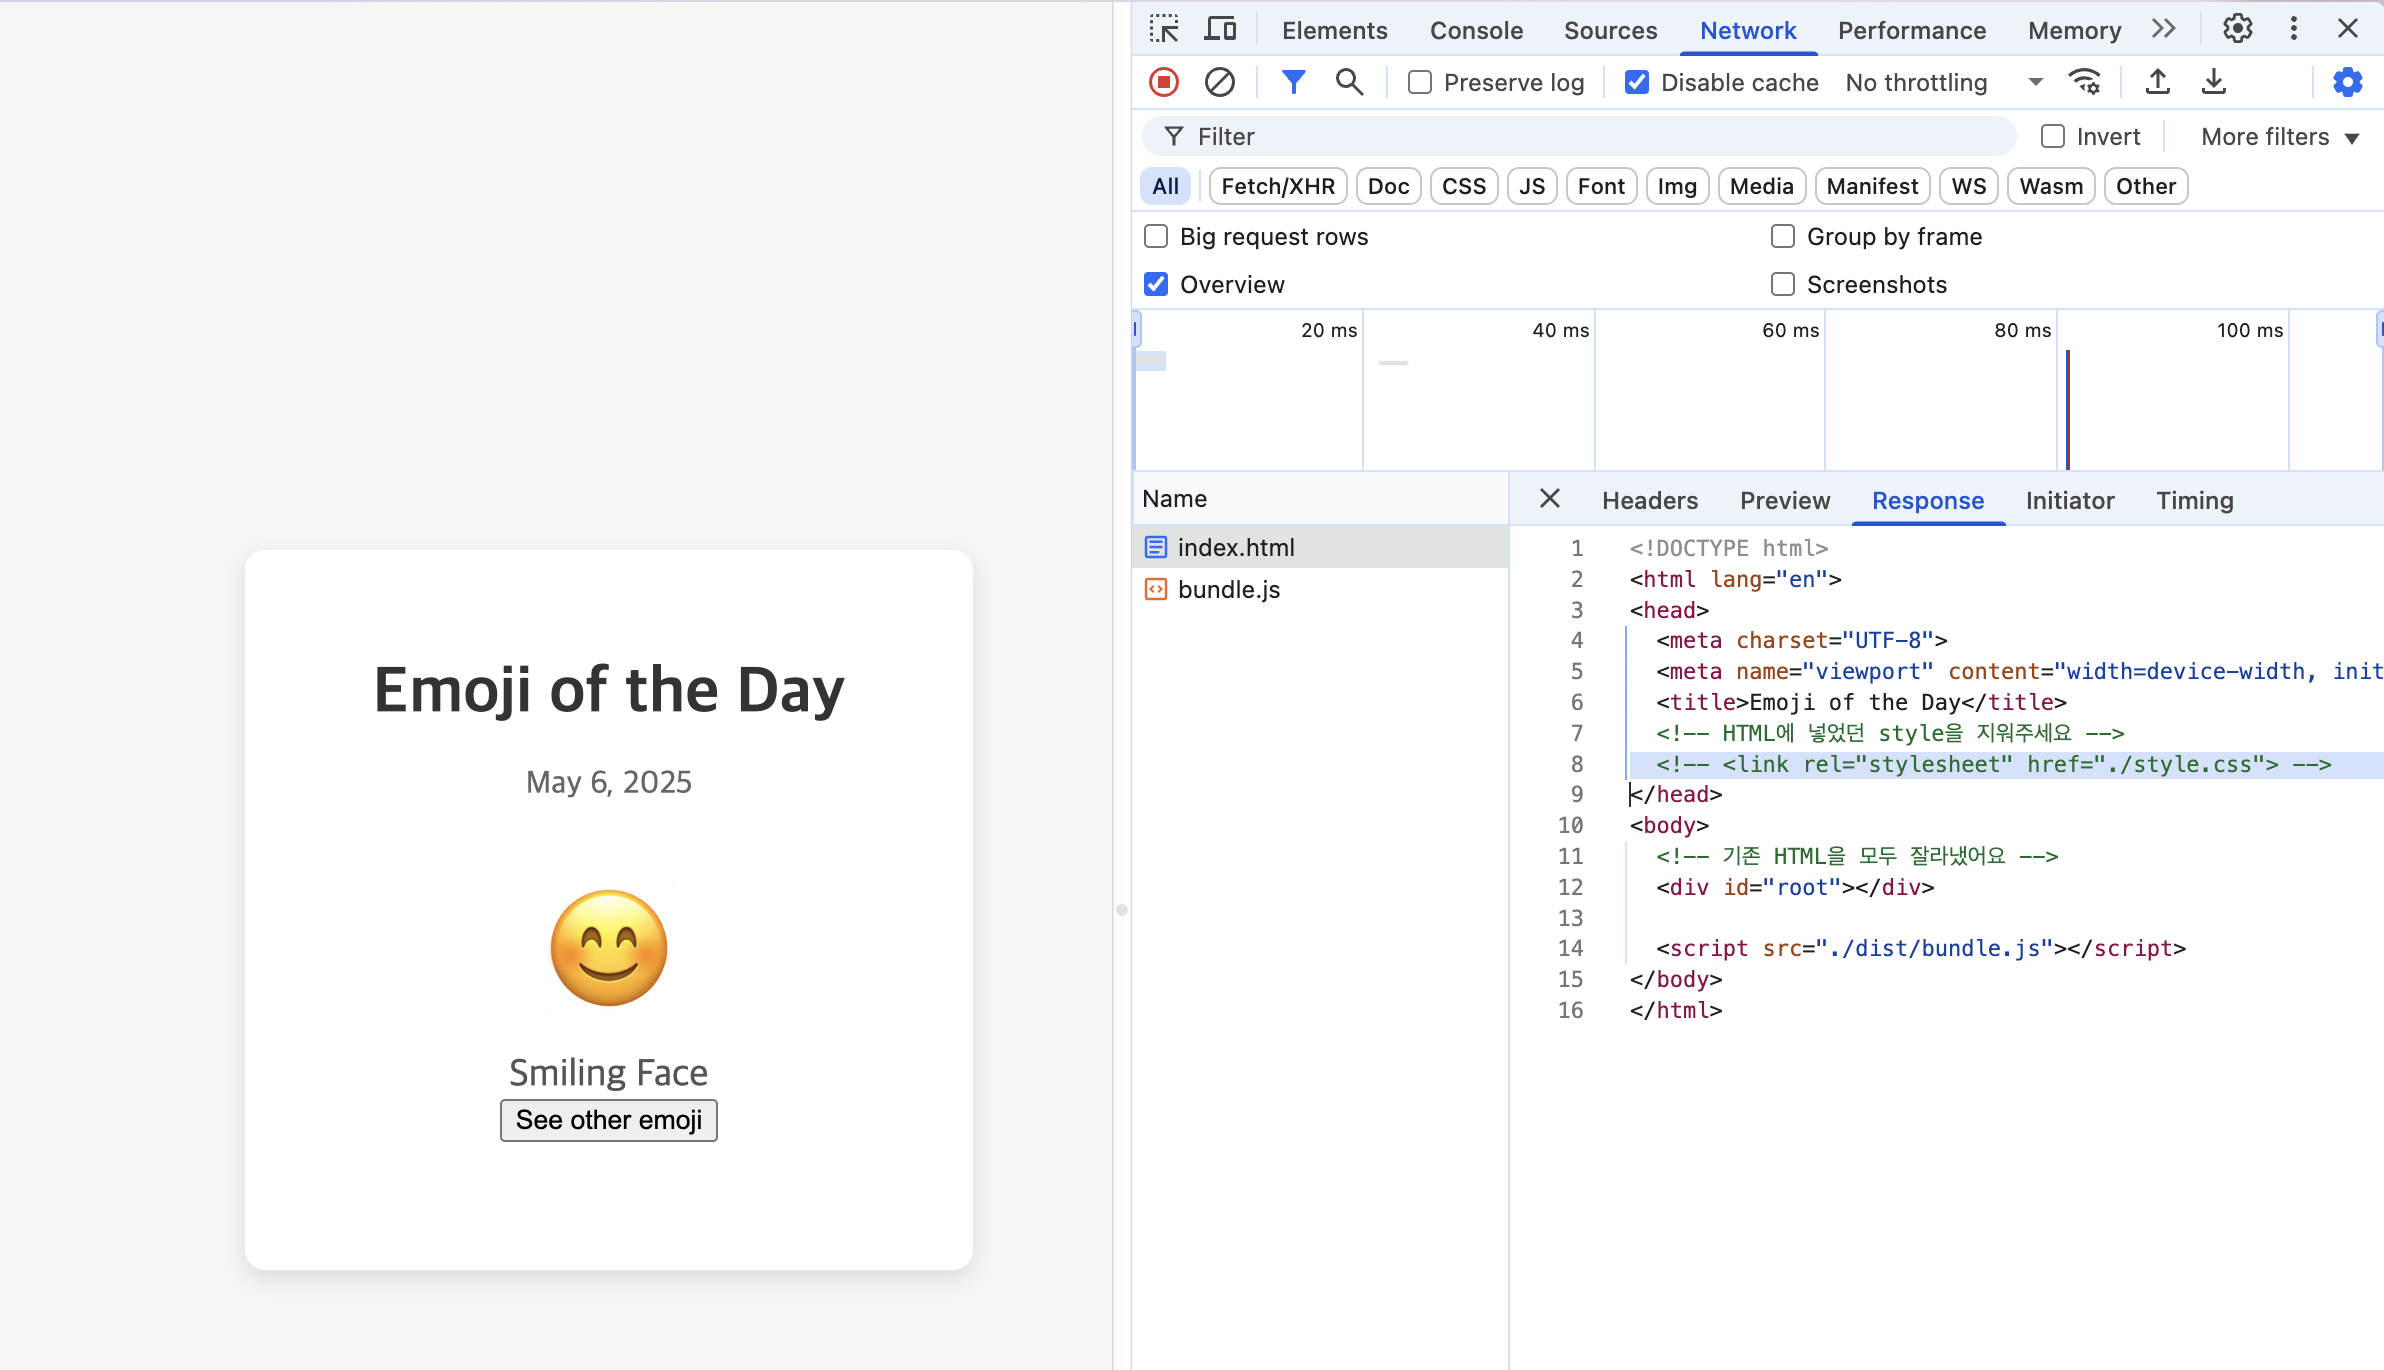 Emoji of the Day
May 6, 2025
Smiling Face
See other emoji
Elements Console Sources Network Performance Memory
Preserve log Disable cache No throttling
Filter Invert More filters
All Fetch/XHR Doc CSS JS Font Img Media Manifest WS Wasm Other
Big request rows Group by frame
Overview Screenshots
20 ms 40 ms 60 ms 80 ms 100 ms
Name
index.html
bundle.js
Headers Preview Response Initiator Timing
1 <!DOCTYPE html>
2 <html lang="en">
3 <head>
4 <meta charset="UTF-8">
5 <meta name="viewport" content="width=device-width, init
6 <title>Emoji of the Day</title>
7 <!-- HTML에 넣었던 style을 지워주세요 -->
8 <!-- <link rel="stylesheet" href="./style.css"> -->
9 </head>
10 <body>
11 <!-- 기존 HTML을 모두 잘라냈어요 -->
12 <div id="root"></div>
13
14 <script src="./dist/bundle.js"></script>
15 </body>
16 </html>